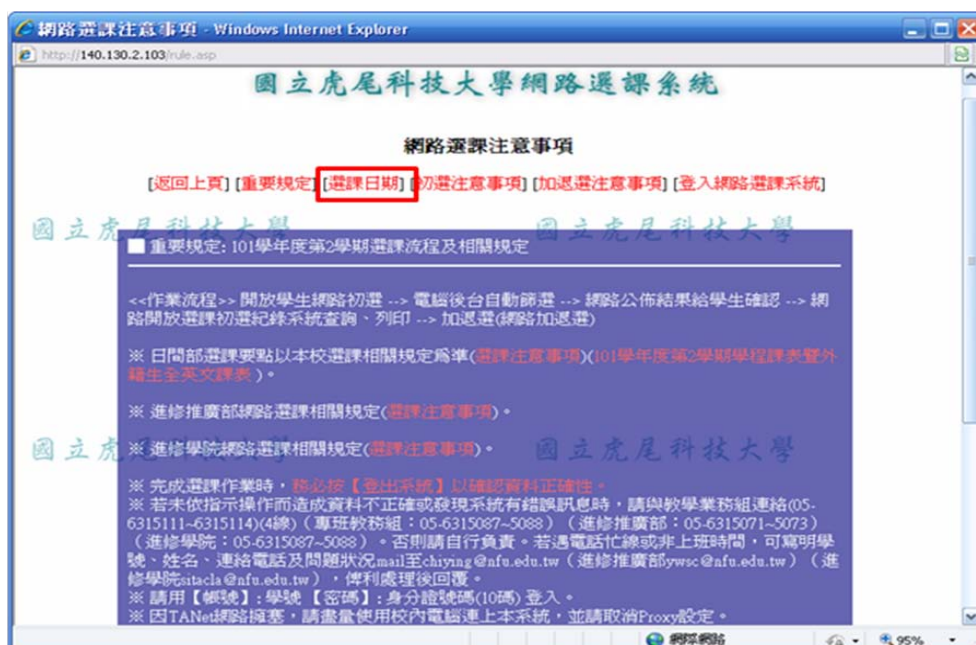 網路選課注意事項 - Windows Internet Explorer
http://140.130.2.103/rule.asp
國立虎尾科技大學網路選課系統
網路選課注意事項
[返回上頁] [重要規定] [選課日期] [初選注意事項] [加退選注意事項] [登入網路選課系統]
國立虎尾科技大學 國立虎尾科技大學
■ 重要規定: 101學年度第2學期選課流程及相關規定
<<作業流程>> 開放學生網路初選 --> 電腦後台自動篩選 --> 網路公佈結果給學生確認 --> 網
路開放選課初選紀錄系統查詢、列印 --> 加退選(網路加退選)
※ 日間部選課要點以本校選課相關規定為準(選課注意事項)(101學年度第2學期學程課表暨外
籍生全英文課表 )。
※ 進修推廣部網路選課相關規定(選課注意事項)。
國立虎尾科技大學 國立虎尾科技大學
※ 進修學院網路選課相關規定(選課注意事項)。
※ 完成選課作業時，務必按【登出系統】以確認資料正確性。
※ 若未依指示操作而造成資料不正確或發現系統有錯誤訊息時，請與教學業務組連絡(05-
6315111~6315114)(4線)（專班教務組：05-6315087~5088）（進修推廣部：05-6315071~5073）
（進修學院：05-6315087~5088）。否則請自行負責。若遇電話忙線或非上班時間，可寫明學
號、姓名、連絡電話及問題狀況mail至chiying@nfu.edu.tw（進修推廣部ywsc@nfu.edu.tw）（進
修學院sitacla@nfu.edu.tw），俾利處理後回覆。
※ 請用【帳號】: 學號 【密碼】: 身分證號碼(10碼) 登入。
※ 因TANet網路擁塞，請盡量使用校內電腦連上本系統，並請取消Proxy設定。
網際網路
95%